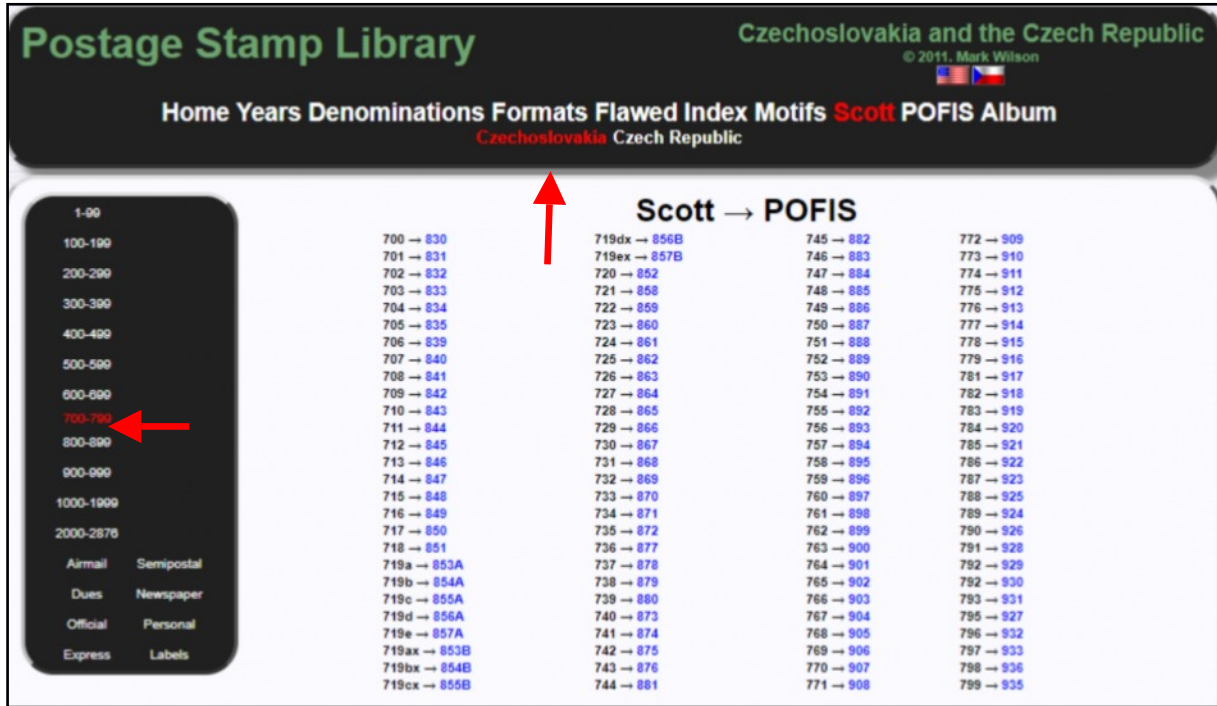 Postage Stamp Library
Czechoslovakia and the Czech Republic
© 2011. Mark Wilson
Home Years Denominations Formats Flawed Index Motifs Scott POFIS Album
Czechoslovakia Czech Republic
1-99
100-199
200-299
300-399
400-499
500-599
600-699
700-799
800-899
900-999
1000-1999
2000-2876
Airmail Semipostal
Dues Newspaper
Official Personal
Express Labels
Scott → POFIS
700 → 830 719dx → 856B 745 → 882 772 → 909
701 → 831 719ex → 857B 746 → 883 773 → 910
702 → 832 720 → 852 747 → 884 774 → 911
703 → 833 721 → 858 748 → 885 775 → 912
704 → 834 722 → 859 749 → 886 776 → 913
705 → 835 723 → 860 750 → 887 777 → 914
706 → 839 724 → 861 751 → 888 778 → 915
707 → 840 725 → 862 752 → 889 779 → 916
708 → 841 726 → 863 753 → 890 781 → 917
709 → 842 727 → 864 754 → 891 782 → 918
710 → 843 728 → 865 755 → 892 783 → 919
711 → 844 729 → 866 756 → 893 784 → 920
712 → 845 730 → 867 757 → 894 785 → 921
713 → 846 731 → 868 758 → 895 786 → 922
714 → 847 732 → 869 759 → 896 787 → 923
715 → 848 733 → 870 760 → 897 788 → 925
716 → 849 734 → 871 761 → 898 789 → 924
717 → 850 735 → 872 762 → 899 790 → 926
718 → 851 736 → 877 763 → 900 791 → 928
719a → 853A 737 → 878 764 → 901 792 → 929
719b → 854A 738 → 879 765 → 902 792 → 930
719c → 855A 739 → 880 766 → 903 793 → 931
719d → 856A 740 → 873 767 → 904 795 → 927
719e → 857A 741 → 874 768 → 905 796 → 932
719ax → 853B 742 → 875 769 → 906 797 → 933
719bx → 854B 743 → 876 770 → 907 798 → 936
719cx → 855B 744 → 881 771 → 908 799 → 935